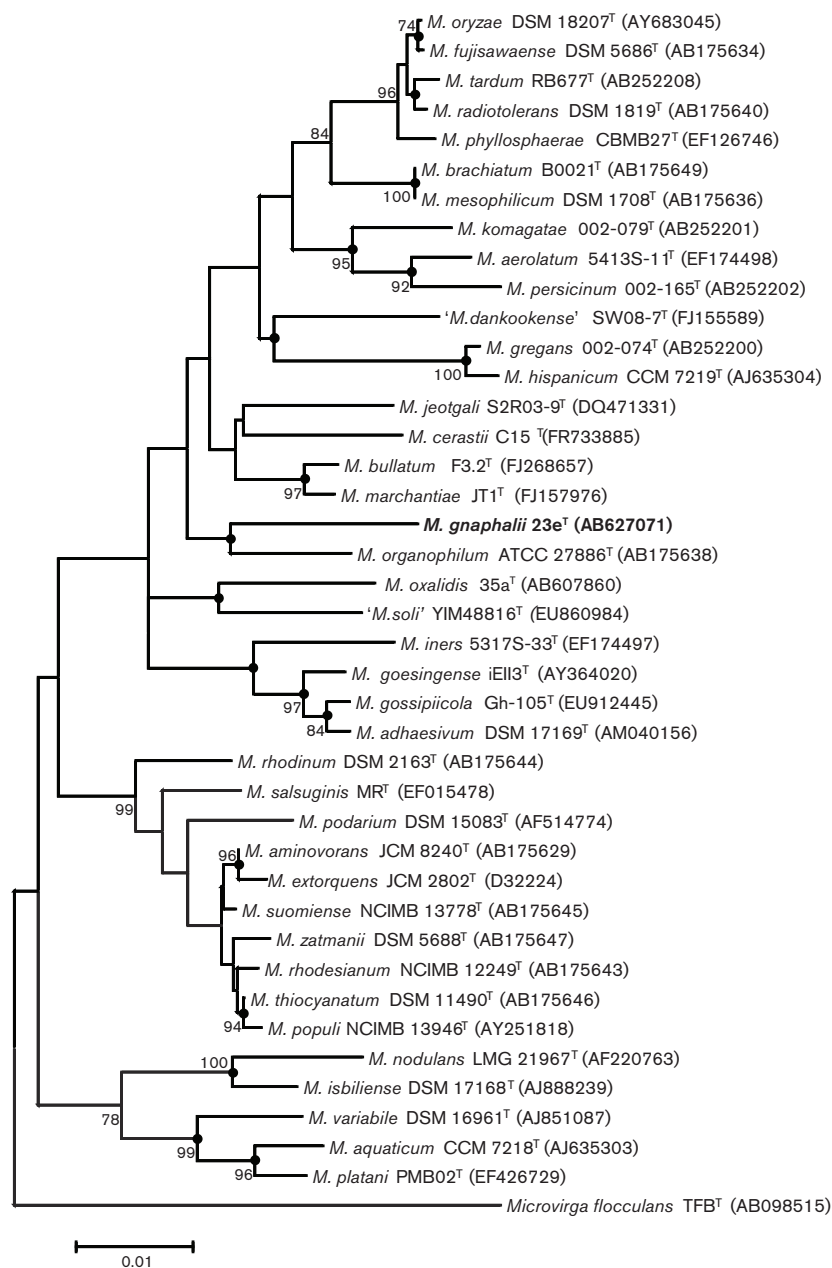 74
M. oryzae DSM 18207ᵀ (AY683045)
M. fujisawaense DSM 5686ᵀ (AB175634)
M. tardum RB677ᵀ (AB252208)
96
M. radiotolerans DSM 1819ᵀ (AB175640)
84
M. phyllosphaerae CBMB27ᵀ (EF126746)
M. brachiatum B0021ᵀ (AB175649)
100
M. mesophilicum DSM 1708ᵀ (AB175636)
M. komagatae 002-079ᵀ (AB252201)
95
M. aerolatum 5413S-11ᵀ (EF174498)
92
M. persicinum 002-165ᵀ (AB252202)
'M.dankookense' SW08-7ᵀ (FJ155589)
M. gregans 002-074ᵀ (AB252200)
100
M. hispanicum CCM 7219ᵀ (AJ635304)
M. jeotgali S2R03-9ᵀ (DQ471331)
M. cerastii C15 ᵀ(FR733885)
M. bullatum F3.2ᵀ (FJ268657)
97
M. marchantiae JT1ᵀ (FJ157976)
M. gnaphalii 23eᵀ (AB627071)
M. organophilum ATCC 27886ᵀ (AB175638)
M. oxalidis 35aᵀ (AB607860)
'M.soli' YIM48816ᵀ (EU860984)
M. iners 5317S-33ᵀ (EF174497)
M. goesingense iEII3ᵀ (AY364020)
97
M. gossipiicola Gh-105ᵀ (EU912445)
84
M. adhaesivum DSM 17169ᵀ (AM040156)
M. rhodinum DSM 2163ᵀ (AB175644)
99
M. salsuginis MRᵀ (EF015478)
M. podarium DSM 15083ᵀ (AF514774)
96
M. aminovorans JCM 8240ᵀ (AB175629)
M. extorquens JCM 2802ᵀ (D32224)
M. suomiense NCIMB 13778ᵀ (AB175645)
M. zatmanii DSM 5688ᵀ (AB175647)
M. rhodesianum NCIMB 12249ᵀ (AB175643)
M. thiocyanatum DSM 11490ᵀ (AB175646)
94
M. populi NCIMB 13946ᵀ (AY251818)
100
M. nodulans LMG 21967ᵀ (AF220763)
M. isbiliense DSM 17168ᵀ (AJ888239)
78
M. variabile DSM 16961ᵀ (AJ851087)
99
M. aquaticum CCM 7218ᵀ (AJ635303)
96
M. platani PMB02ᵀ (EF426729)
Microvirga flocculans TFBᵀ (AB098515)
0.01